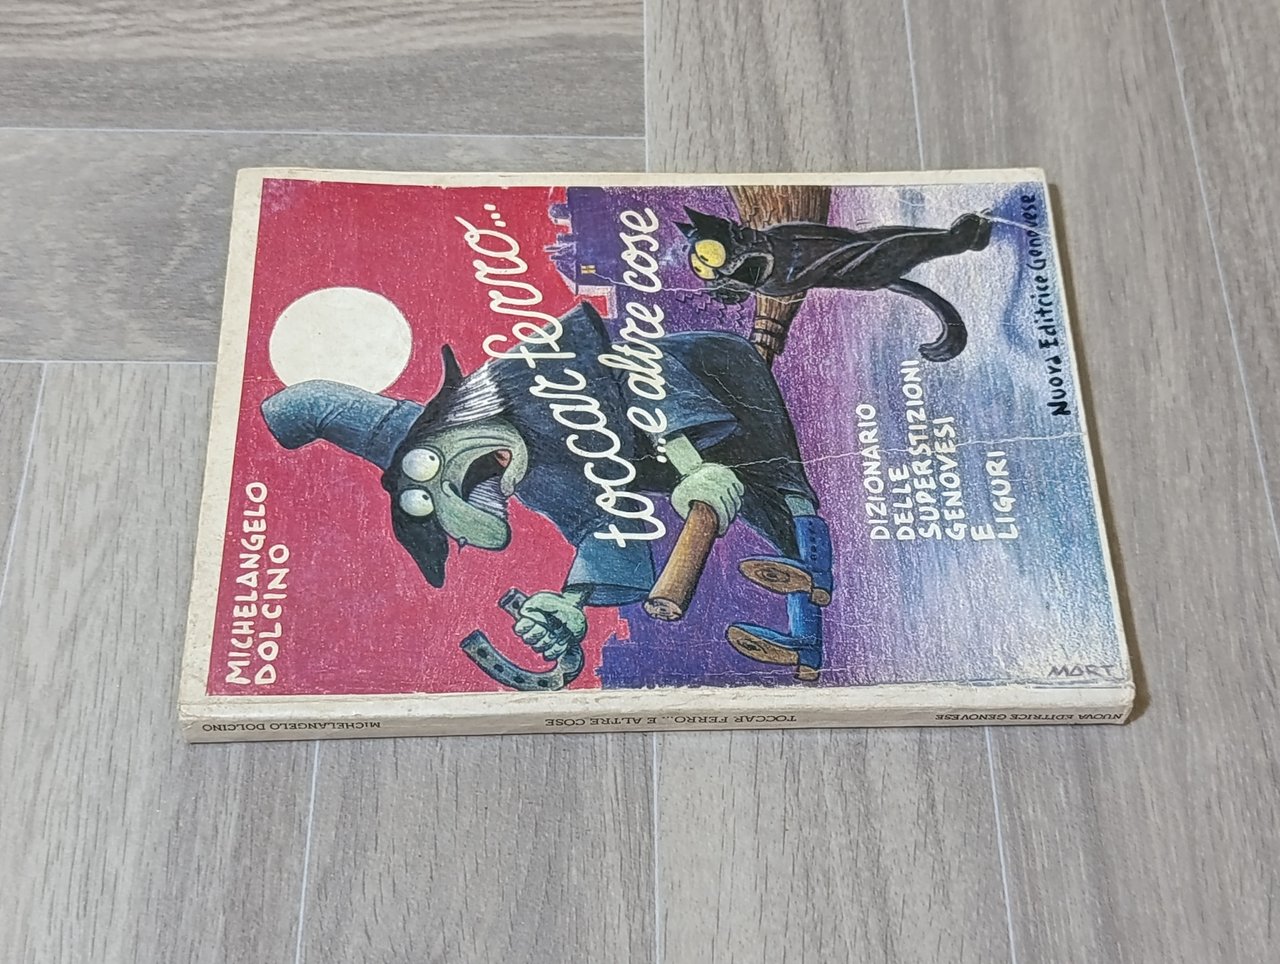 MICHELANGELO
DOLCINO
toccar ferro...
...e altre cose
DIZIONARIO
DELLE
SUPERSTIZIONI
GENOVESI
E
LIGURI
Nuova Editrice Genovese
MORT
MICHELANGELO DOLCINO
TOCCAR FERRO... E ALTRE COSE
NUOVA EDITRICE GENOVESE